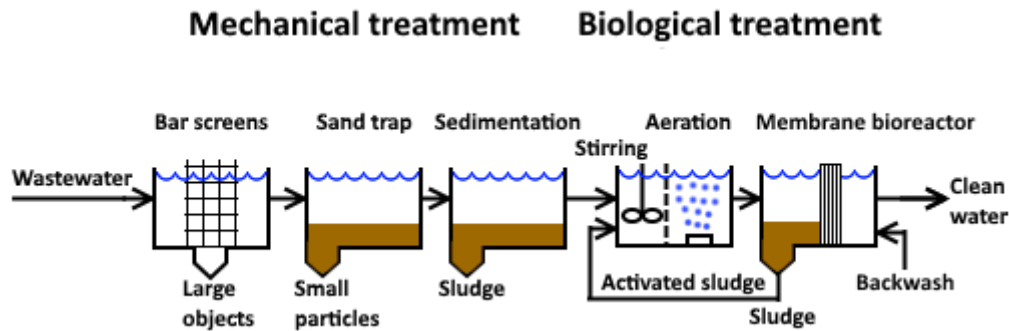 Mechanical treatment
Biological treatment
Bar screens
Sand trap
Sedimentation
Aeration
Membrane bioreactor
Stirring
Wastewater
Clean
water
Large
objects
Small
particles
Sludge
Activated sludge
Sludge
Backwash